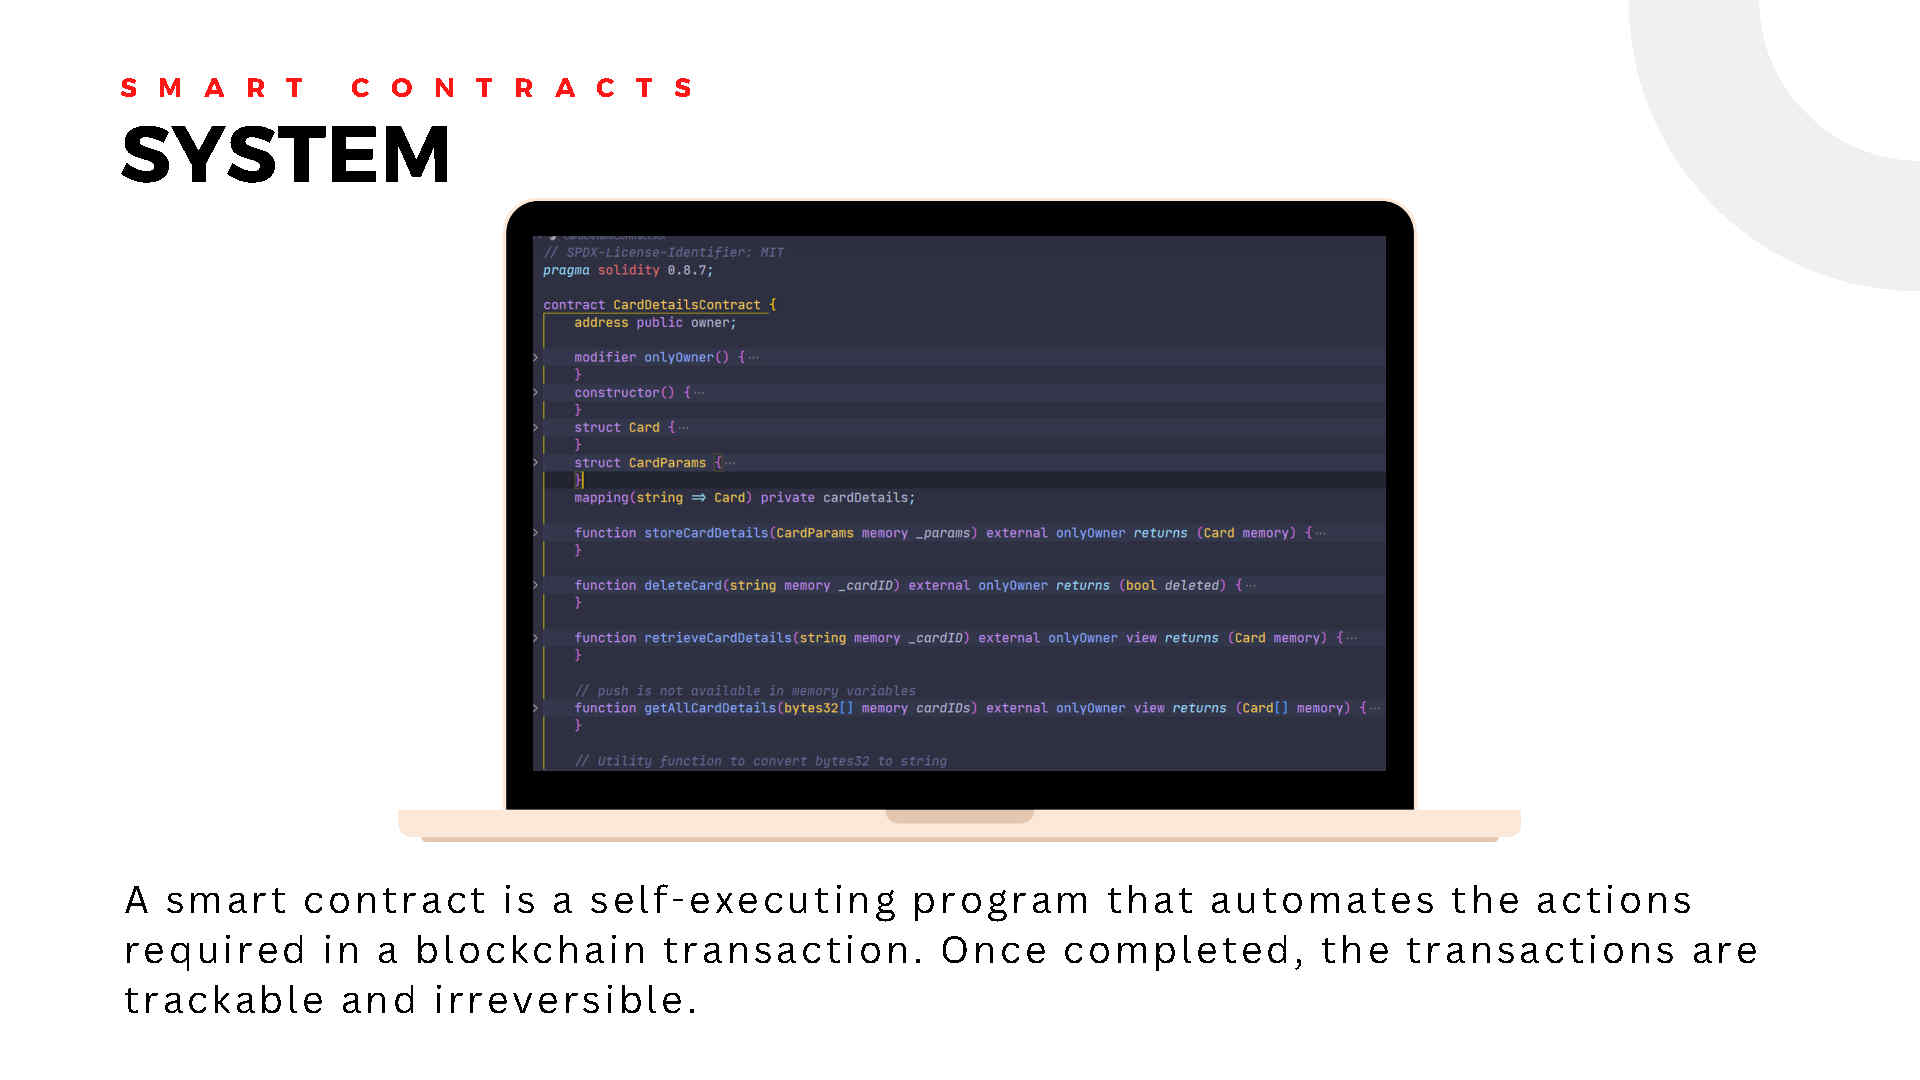 SMART CONTRACTS
SYSTEM
// SPDX-License-Identifier: MIT
pragma solidity 0.8.7;
contract CardDetailsContract {
address public owner;
modifier onlyOwner() {···
}
constructor() {···
}
struct Card {···
}
struct CardParams {···
}
mapping(string => Card) private cardDetails;
function storeCardDetails(CardParams memory _params) external onlyOwner returns (Card memory) {···
}
function deleteCard(string memory _cardID) external onlyOwner returns (bool deleted) {···
}
function retrieveCardDetails(string memory _cardID) external onlyOwner view returns (Card memory) {···
}
// push is not available in memory variables
function getAllCardDetails(bytes32[] memory cardIDs) external onlyOwner view returns (Card[] memory) {···
}
// Utility function to convert bytes32 to string
A smart contract is a self-executing program that automates the actions
required in a blockchain transaction. Once completed, the transactions are
trackable and irreversible.